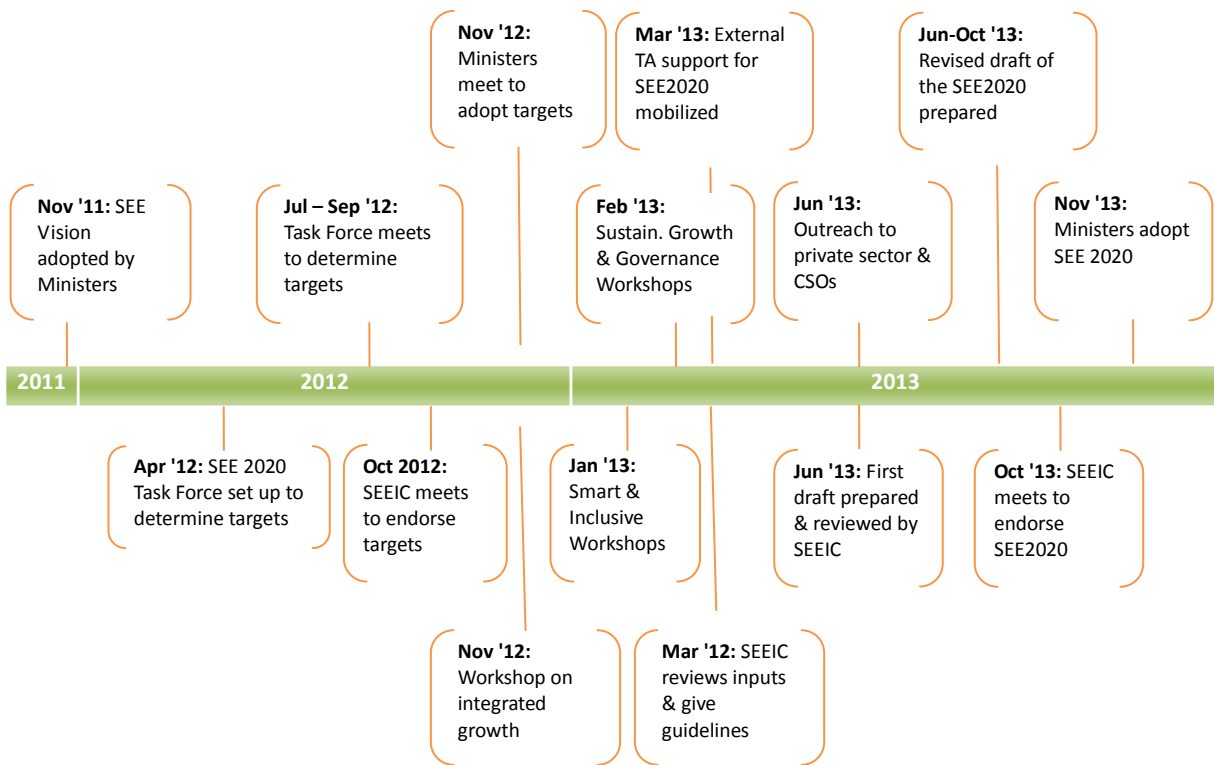 Nov '12:
Ministers
meet to
adopt targets
Mar '13: External
TA support for
SEE2020
mobilized
Jun-Oct '13:
Revised draft of
the SEE2020
prepared
Nov '11: SEE
Vision
adopted by
Ministers
Jul – Sep '12:
Task Force meets
to determine
targets
Feb '13:
Sustain. Growth
& Governance
Workshops
Jun '13:
Outreach to
private sector &
CSOs
Nov '13:
Ministers adopt
SEE 2020
2011
2012
2013
Apr '12: SEE 2020
Task Force set up to
determine targets
Oct 2012:
SEEIC meets
to endorse
targets
Jan '13:
Smart &
Inclusive
Workshops
Jun '13: First
draft prepared
& reviewed by
SEEIC
Oct '13: SEEIC
meets to
endorse
SEE2020
Nov '12:
Workshop on
integrated
growth
Mar '12: SEEIC
reviews inputs
& give
guidelines